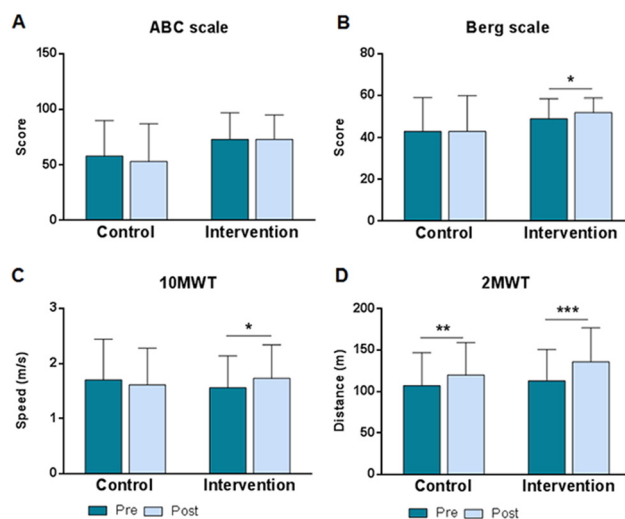 A
ABC scale
Score
150
100
50
0
Control
Intervention
B
Berg scale
Score
80
60
40
20
0
*
Control
Intervention
C
10MWT
Speed (m/s)
3
2
1
0
*
Control
Intervention
D
2MWT
Distance (m)
200
150
100
50
0
**
***
Control
Intervention
Pre Post
Pre Post